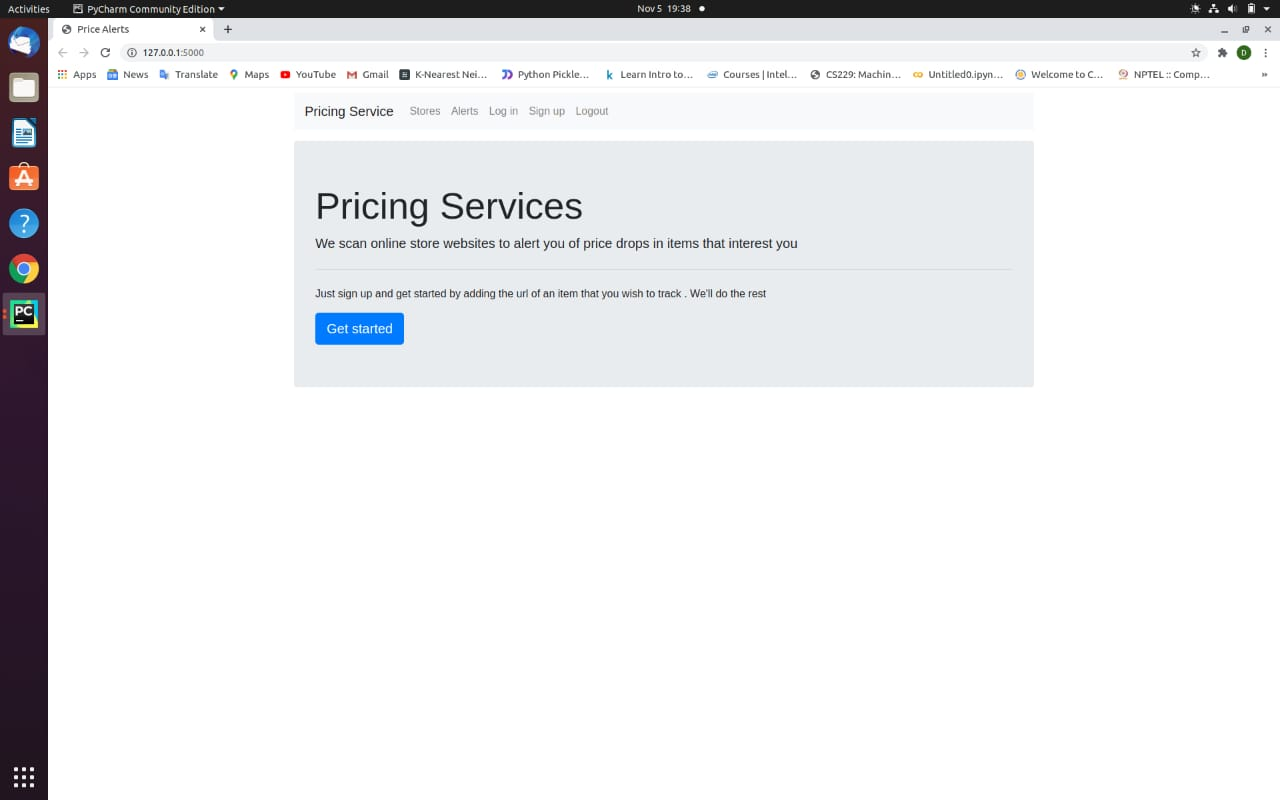 Activities PyCharm Community Edition Nov 5 19:38
Price Alerts
127.0.0.1:5000
Apps News Translate Maps YouTube Gmail K-Nearest Nei... Python Pickle... Learn Intro to... Courses | Intel... CS229: Machin... Untitled0.ipyn... Welcome to C... NPTEL :: Comp... »
Pricing Service Stores Alerts Log in Sign up Logout
Pricing Services
We scan online store websites to alert you of price drops in items that interest you
Just sign up and get started by adding the url of an item that you wish to track . We'll do the rest
Get started